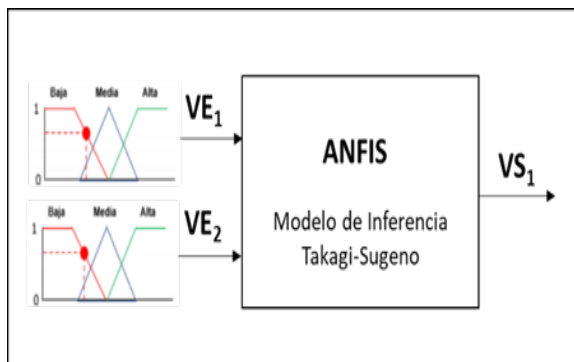 Baja Media Alta
1
0
VE1
Baja Media Alta
1
0
VE2
ANFIS
Modelo de Inferencia
Takagi-Sugeno
VS1